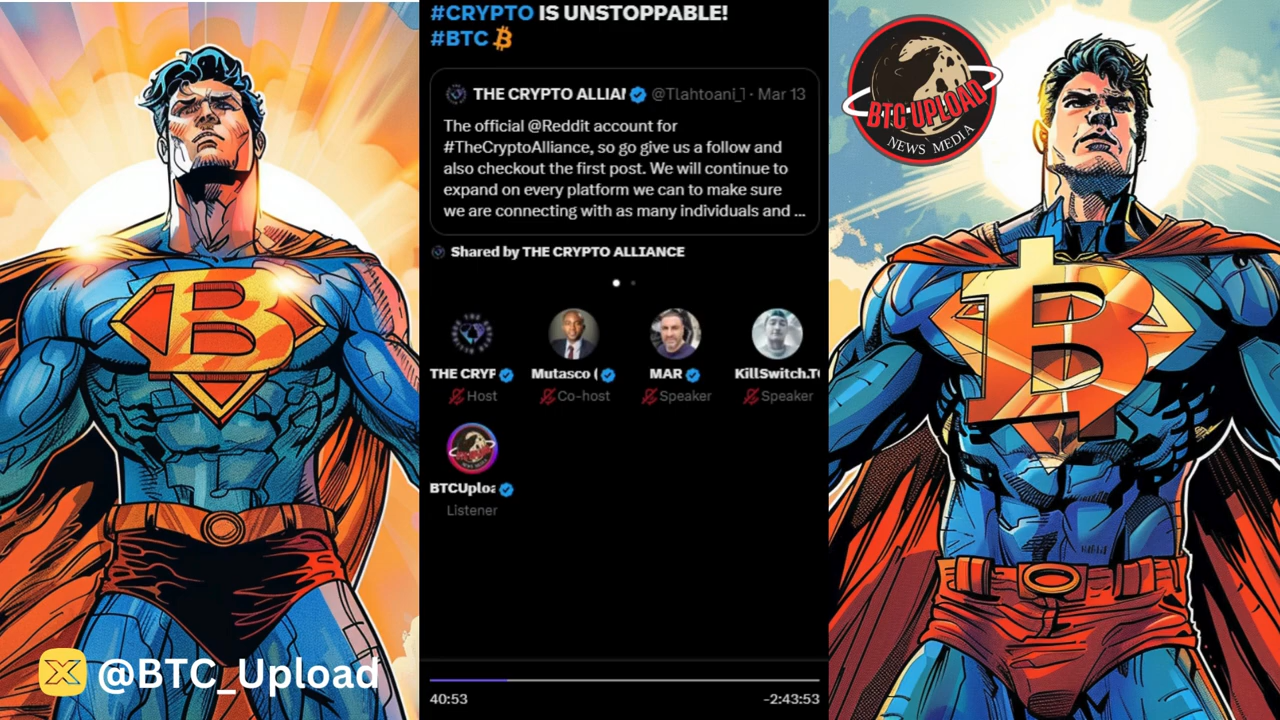 #CRYPTO IS UNSTOPPABLE!
#BTC
THE CRYPTO ALLIAN @Tlahtoani_1 · Mar 13
The official @Reddit account for
#TheCryptoAlliance, so go give us a follow and
also checkout the first post. We will continue to
expand on every platform we can to make sure
we are connecting with as many individuals and ...
Shared by THE CRYPTO ALLIANCE
THE CRYP
Host
Mutasco (
Co-host
MAR
Speaker
KillSwitch.T
Speaker
BTCUploa
Listener
40:53
-2:43:53
BTC UPLOAD
NEWS MEDIA
B
B
@BTC_Upload